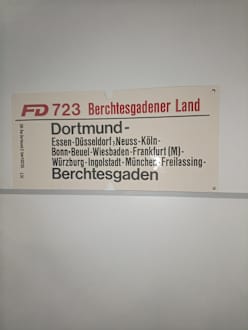 FD 723 Berchtesgadener Land
Dortmund-
Essen-Düsseldorf-Neuss-Köln-
Bonn-Beuel-Wiesbaden-Frankfurt(M)-
Würzburg-Ingolstadt-München-Freilassing-
Berchtesgaden